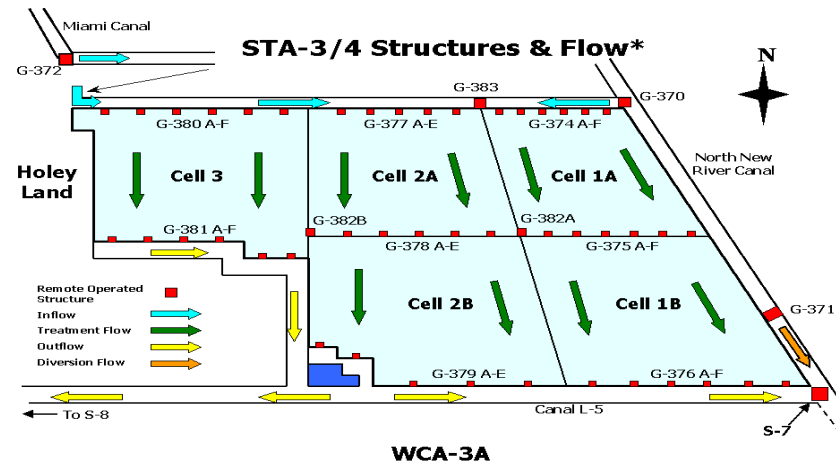 Miami Canal
STA-3/4 Structures & Flow*
G-372
N
G-383
G-370
G-380 A-F
G-377 A-E
G-374 A-F
North New
River Canal
Holey
Land
Cell 3
Cell 2A
Cell 1A
G-382B
G-382A
G-381 A-F
G-378 A-E
G-375 A-F
Remote Operated
Structure
Inflow
Treatment Flow
Outflow
Diversion Flow
Cell 2B
Cell 1B
G-371
G-379 A-E
G-376 A-F
To S-8
Canal L-5
S-7
WCA-3A